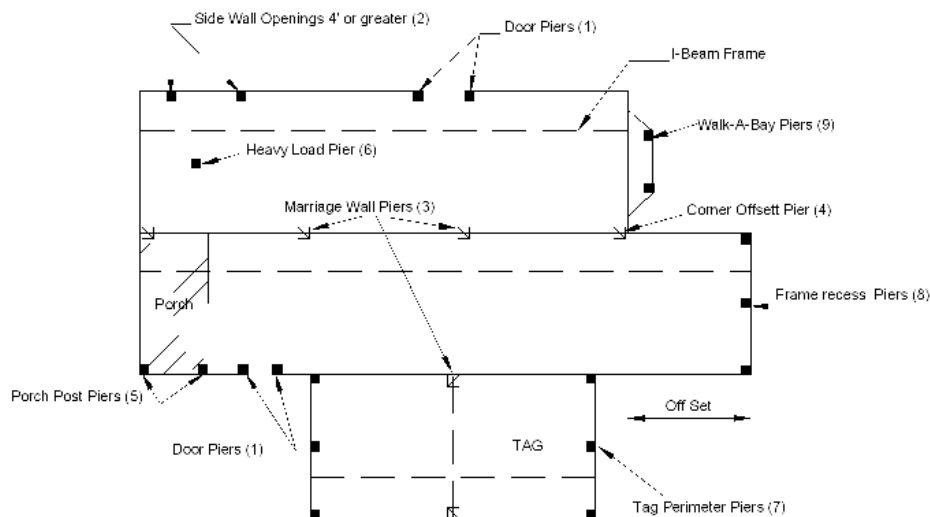 Side Wall Openings 4' or greater (2)
Door Piers (1)
I-Beam Frame
Walk-A-Bay Piers (9)
Heavy Load Pier (6)
Marriage Wall Piers (3)
Corner Offsett Pier (4)
Porch
Frame recess Piers (8)
Porch Post Piers (5)
Off Set
Door Piers (1)
TAG
Tag Perimeter Piers (7)